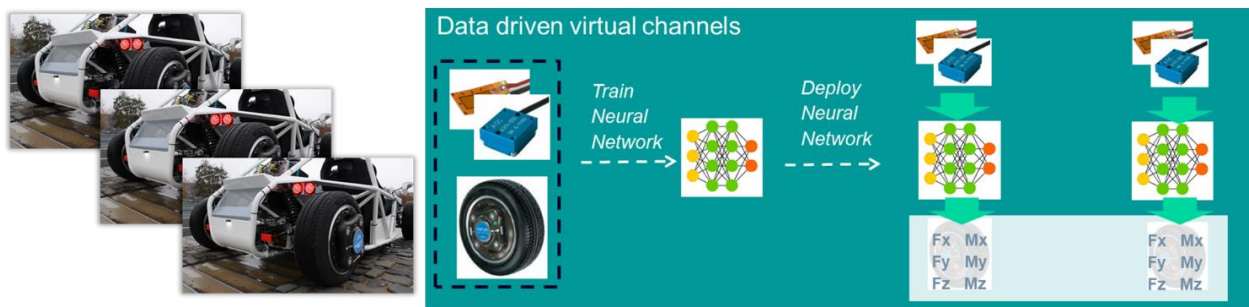 Data driven virtual channels
Train
Neural
Network
Deploy
Neural
Network
Fx Mx
Fy My
Fz Mz
Fx Mx
Fy My
Fz Mz